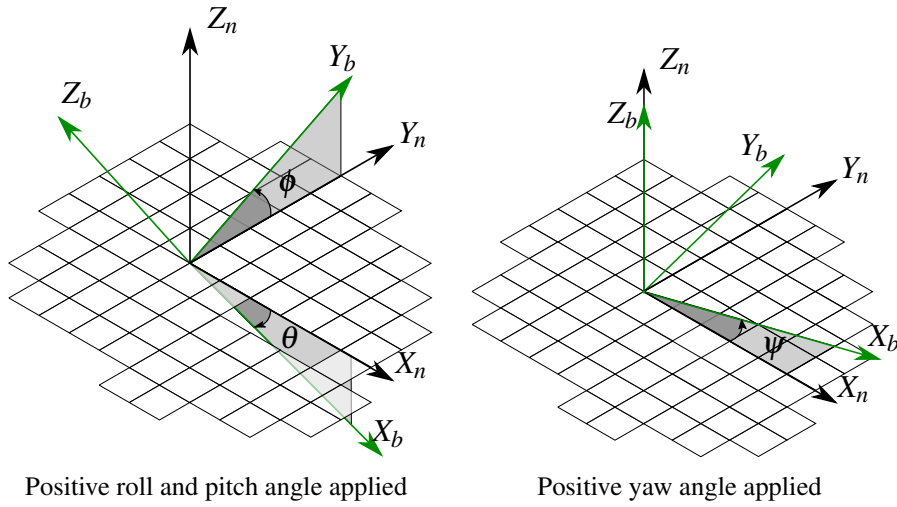 Z_n
Y_b
Z_b
Y_n
ϕ
θ
X_n
X_b
Positive roll and pitch angle applied
Z_n
Z_b
Y_b
Y_n
ψ
X_b
X_n
Positive yaw angle applied